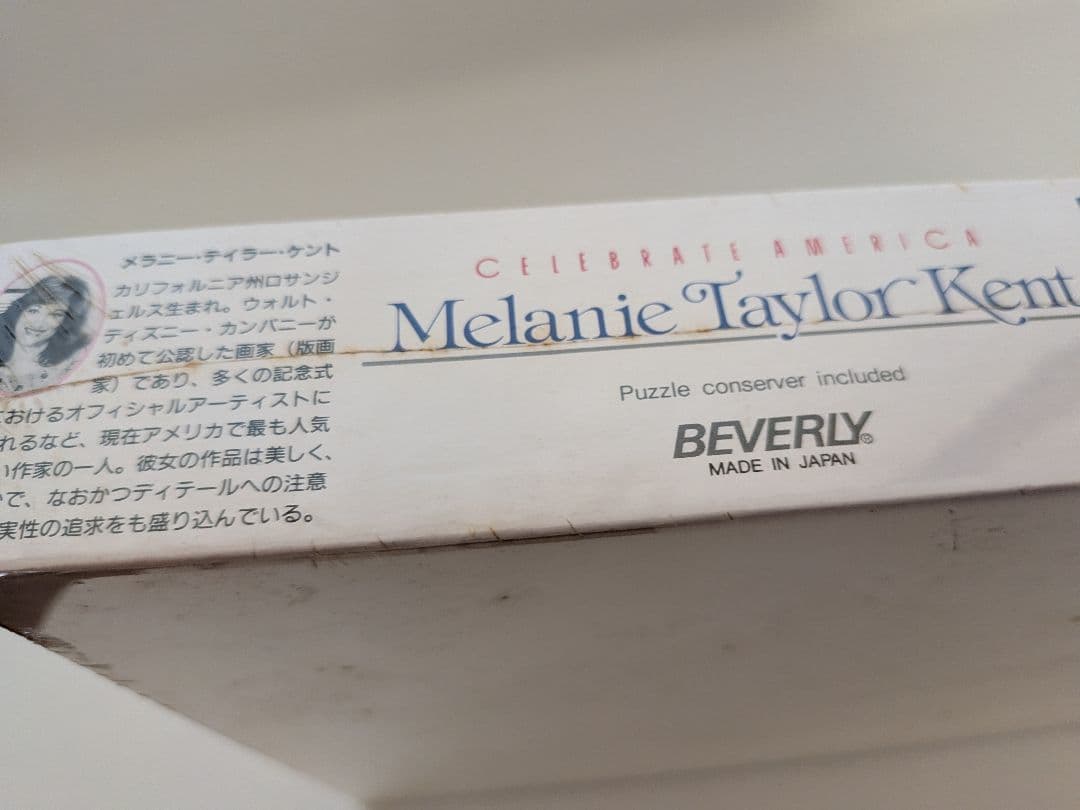 メラニー・テイラー・ケント
カリフォルニア州ロサンジ
ェルス生まれ。ウォルト・
ディズニー・カンパニーが
初めて公認した画家（版画
家）であり、多くの記念式
おけるオフィシャルアーティストに
れるなど、現在アメリカで最も人気
い作家の一人。彼女の作品は美しく、
で、なおかつディテールへの注意
実性の追求をも盛り込んでいる。
CELEBRATE AMERICA
Melanie Taylor Kent
Puzzle conserver included
BEVERLY®
MADE IN JAPAN